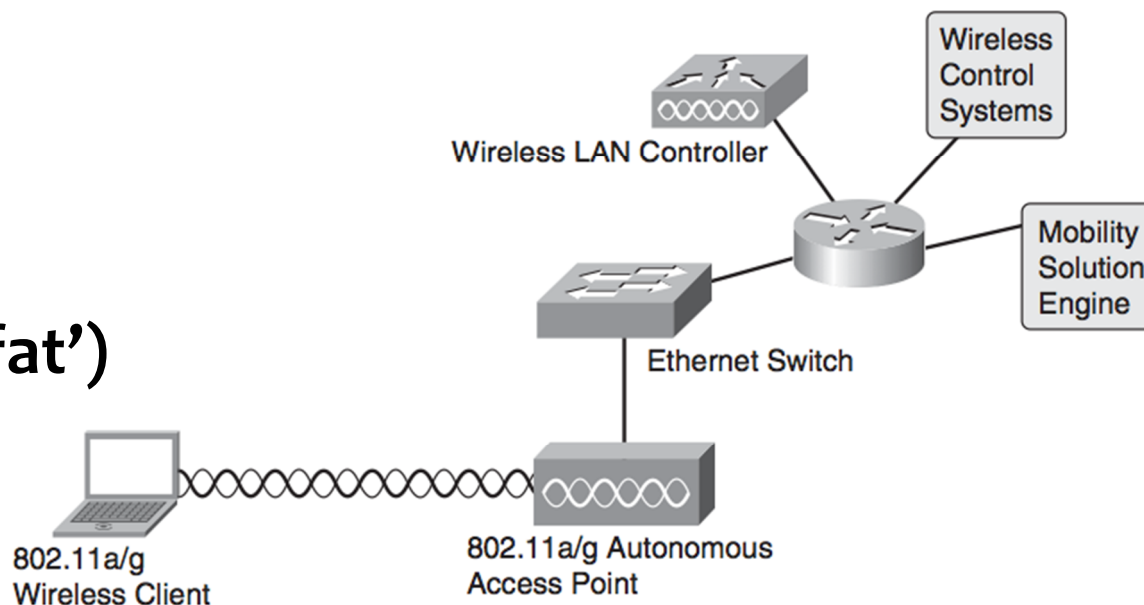 Wireless
Control
Systems
Wireless LAN Controller
Mobility
Solution
Engine
fat’)
Ethernet Switch
802.11a/g
Wireless Client
802.11a/g Autonomous
Access Point